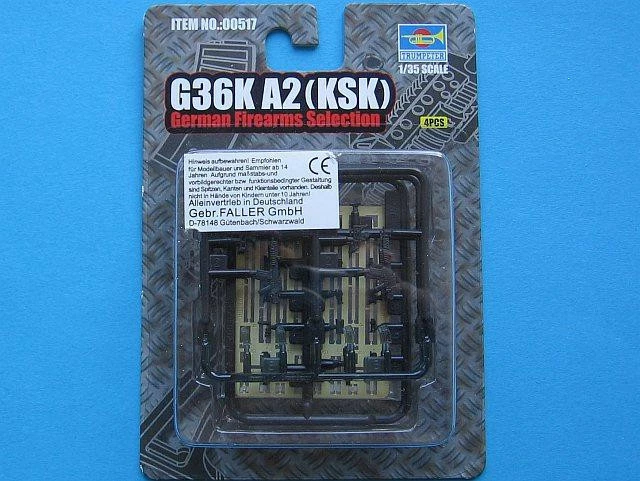 ITEM NO.:00517
TRUMPETER
1/35 SCALE
G36K A2(KSK)
German Firearms Selection
4PCS
Hinweis aufbewahren! Empfohlen
für Modellbauer und Sammler ab 14
Jahren. Aufgrund maßstabs-und
vorbildgerechter bzw. funktionsbedingter Gestaltung
sind Spitzen, Kanten und Kleinteile vorhanden. Deshalb
nicht in Hände von Kindern unter 10 Jahren!
Alleinvertrieb in Deutschland
Gebr.FALLER GmbH
D-78148 Gütenbach/Schwarzwald
CE